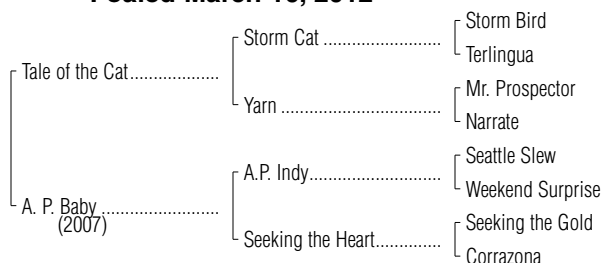 Foaled March 2012
Storm Bird
Storm Cat ............................
Terlingua
Tale of the Cat...................
Mr. Prospector
Yarn .................................
Narrate
Seattle Slew
A.P. Indy............................
Weekend Surprise
A. P. Baby .........................
(2007)
Seeking the Gold
Seeking the Heart..............
Corrazona